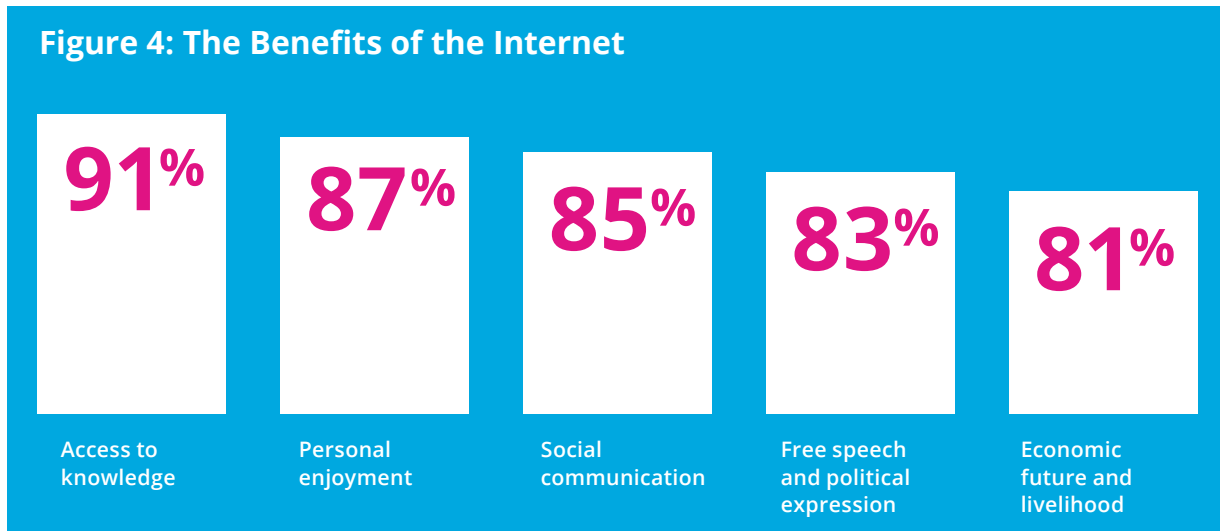 Figure 4: The Benefits of the Internet
91%
87%
85%
83%
81%
Access to
knowledge
Personal
enjoyment
Social
communication
Free speech
and political
expression
Economic
future and
livelihood